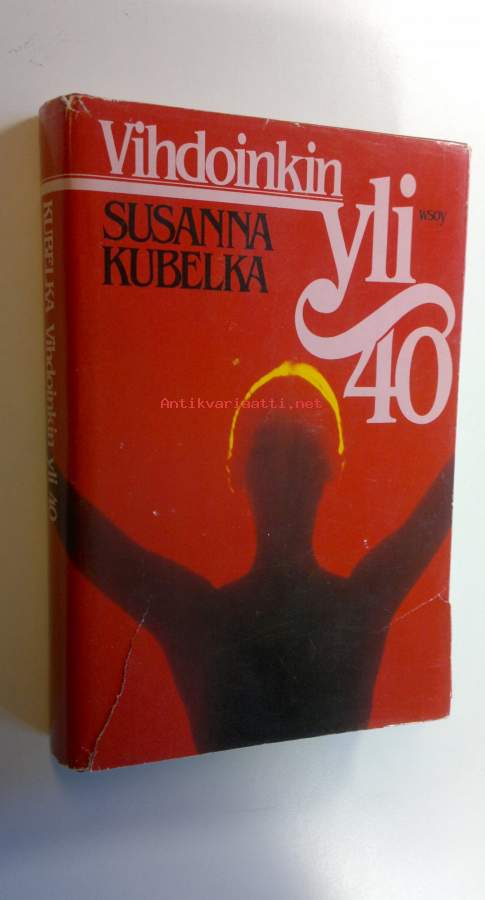 Vihdoinkin
yli
40
wsoy
SUSANNA
KUBELKA
Antikvariaatti.net
KUBELKA Vihdoinkin yli 40